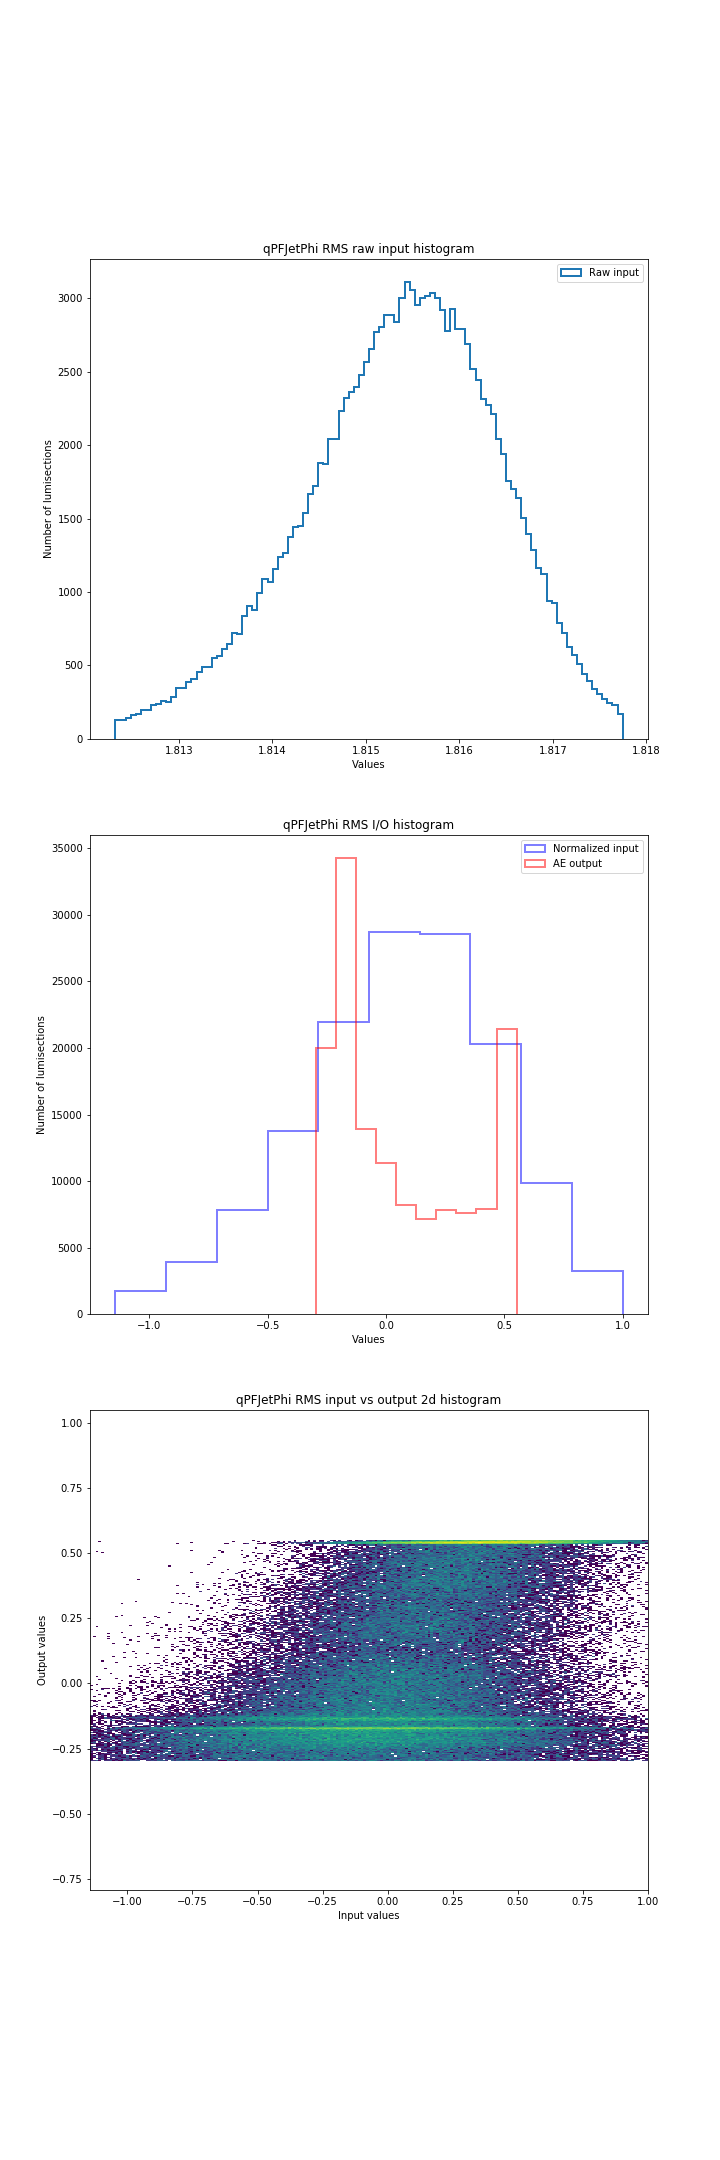 qPFJetPhi RMS raw input histogram
Raw input
3000
2500
2000
1500
1000
500
0
Number of lumisections
1.813 1.814 1.815 1.816 1.817 1.818
Values
qPFJetPhi RMS I/O histogram
Normalized input
AE output
35000
30000
25000
20000
15000
10000
5000
0
Number of lumisections
−1.0 −0.5 0.0 0.5 1.0
Values
qPFJetPhi RMS input vs output 2d histogram
1.00
0.75
0.50
0.25
0.00
−0.25
−0.50
−0.75
Output values
−1.00 −0.75 −0.50 −0.25 0.00 0.25 0.50 0.75 1.00
Input values